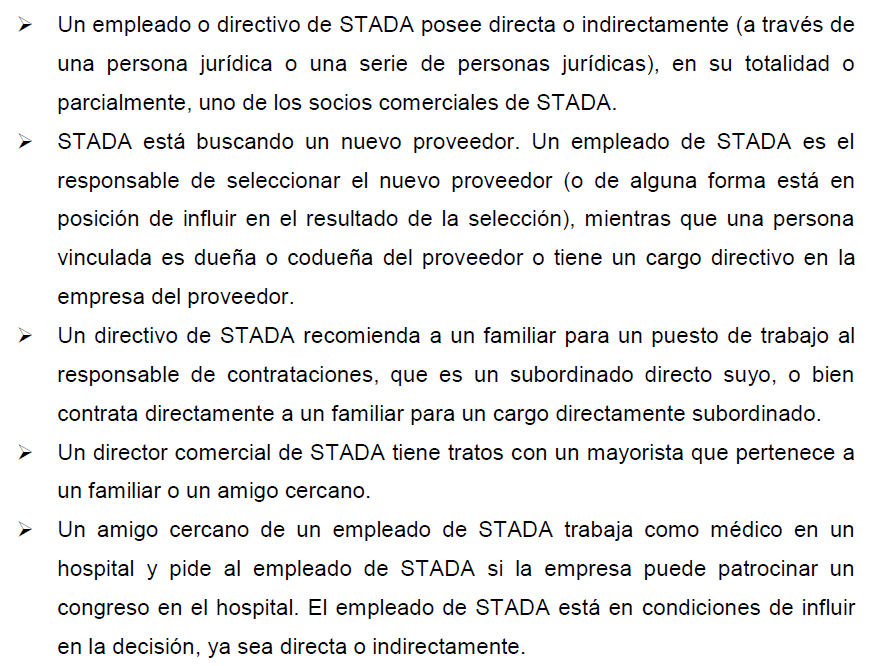 ➢ Un empleado o directivo de STADA posee directa o indirectamente (a través de
una persona jurídica o una serie de personas jurídicas), en su totalidad o
parcialmente, uno de los socios comerciales de STADA.
➢ STADA está buscando un nuevo proveedor. Un empleado de STADA es el
responsable de seleccionar el nuevo proveedor (o de alguna forma está en
posición de influir en el resultado de la selección), mientras que una persona
vinculada es dueña o codueña del proveedor o tiene un cargo directivo en la
empresa del proveedor.
➢ Un directivo de STADA recomienda a un familiar para un puesto de trabajo al
responsable de contrataciones, que es un subordinado directo suyo, o bien
contrata directamente a un familiar para un cargo directamente subordinado.
➢ Un director comercial de STADA tiene tratos con un mayorista que pertenece a
un familiar o un amigo cercano.
➢ Un amigo cercano de un empleado de STADA trabaja como médico en un
hospital y pide al empleado de STADA si la empresa puede patrocinar un
congreso en el hospital. El empleado de STADA está en condiciones de influir
en la decisión, ya sea directa o indirectamente.